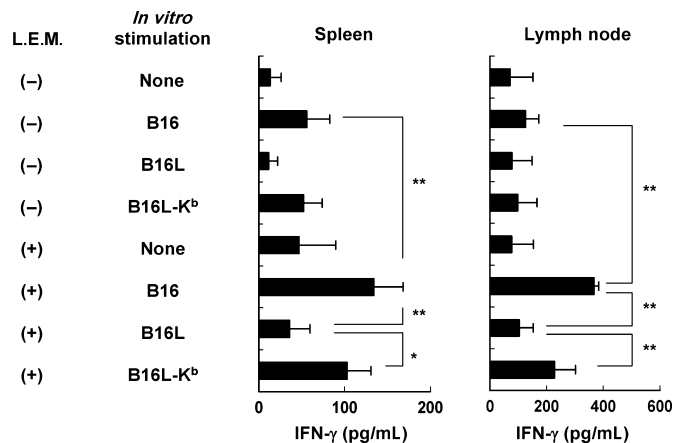 L.E.M. In vitro stimulation Spleen Lymph node
(–) None
(–) B16
(–) B16L
(–) B16L-Kᵇ
(+) None
(+) B16
(+) B16L
(+) B16L-Kᵇ
**
**
*
**
**
**
0 100 200
IFN-γ (pg/mL)
0 200 400 600
IFN-γ (pg/mL)